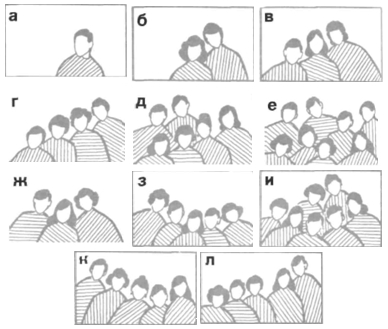 а б в
г д е
ж з и
к л